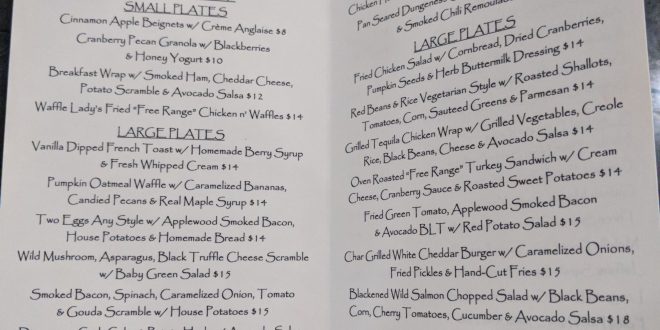 SMALL PLATES
Cinnamon Apple Beignets w/ Crème Anglaise $8
Cranberry Pecan Granola w/ Blackberries
& Honey Yogurt $10
Breakfast Wrap w/ Smoked Ham, Cheddar Cheese,
Potato Scramble & Avocado Salsa $12
Waffle Lady's Fried "Free Range" Chicken n' Waffles $14
LARGE PLATES
Vanilla Dipped French Toast w/ Homemade Berry Syrup
& Fresh Whipped Cream $14
Pumpkin Oatmeal Waffle w/ Caramelized Bananas,
Candied Pecans & Real Maple Syrup $14
Two Eggs Any Style w/ Applewood Smoked Bacon,
House Potatoes & Homemade Bread $14
Wild Mushroom, Asparagus, Black Truffle Cheese Scramble
w/ Baby Green Salad $15
Smoked Bacon, Spinach, Caramelized Onion, Tomato
& Gouda Scramble w/ House Potatoes $15
Chicken
Pan Seared Dungeness
& Smoked Chili Remoulade
LARGE PLATES
Fried Chicken Salad w/ Cornbread, Dried Cranberries,
Pumpkin Seeds & Herb Buttermilk Dressing $14
Red Beans & Rice Vegetarian Style w/ Roasted Shallots,
Tomatoes, Corn, Sauteed Greens & Parmesan $14
Grilled Tequila Chicken Wrap w/ Grilled Vegetables, Creole
Rice, Black Beans, Cheese & Avocado Salsa $14
Oven Roasted "Free Range" Turkey Sandwich w/ Cream
Cheese, Cranberry Sauce & Roasted Sweet Potatoes $14
Fried Green Tomato, Applewood Smoked Bacon
& Avocado BLT w/ Red Potato Salad $15
Char Grilled White Cheddar Burger w/ Caramelized Onions,
Fried Pickles & Hand-Cut Fries $15
Blackened Wild Salmon Chopped Salad w/ Black Beans,
Corn, Cherry Tomatoes, Cucumber & Avocado Salsa $18